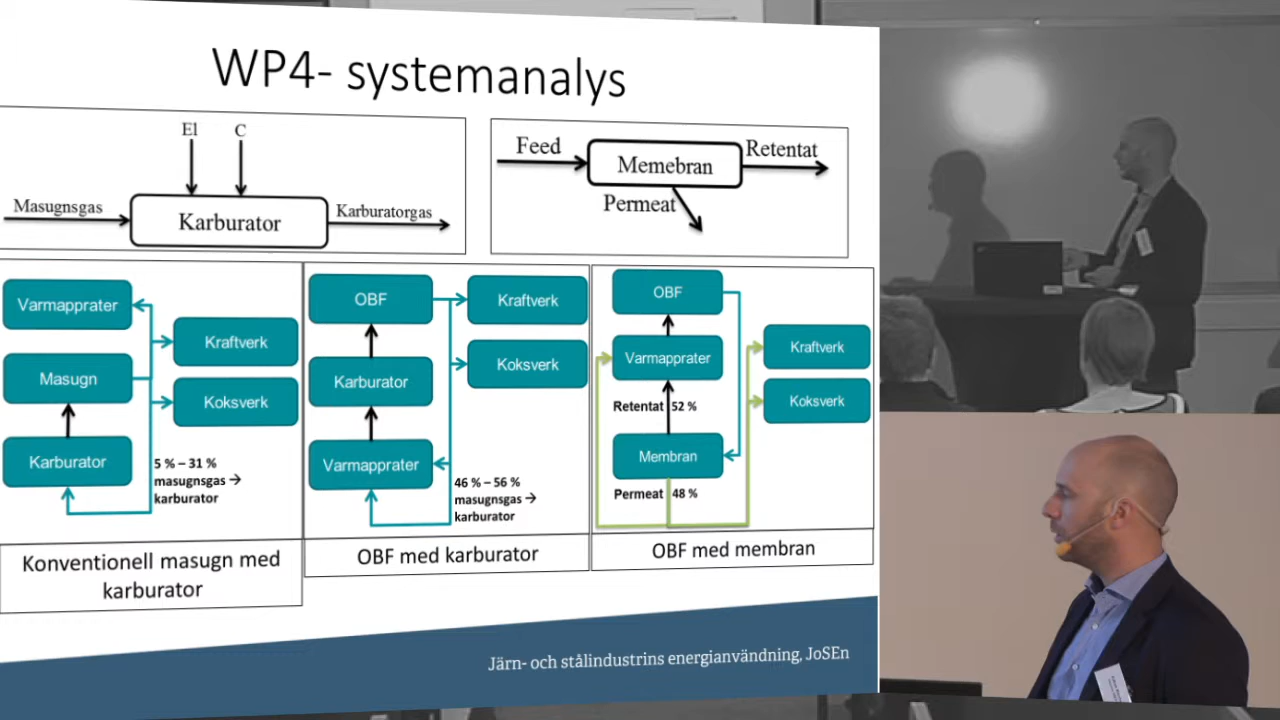 WP4- systemanalys
El
C
Masugnsgas
Karburator
Karburatorgas
Feed
Memebran
Retentat
Permeat
Varmapprater
Masugn
Karburator
Kraftverk
Koksverk
5 % – 31 %
masugnsgas →
karburator
OBF
Karburator
Varmapprater
Kraftverk
Koksverk
46 % – 56 %
masugnsgas →
karburator
OBF
Varmapprater
Retentat 52 %
Membran
Permeat 48 %
Kraftverk
Koksverk
Konventionell masugn med
karburator
OBF med karburator
OBF med membran
Järn- och stålindustrins energianvändning, JoSEn